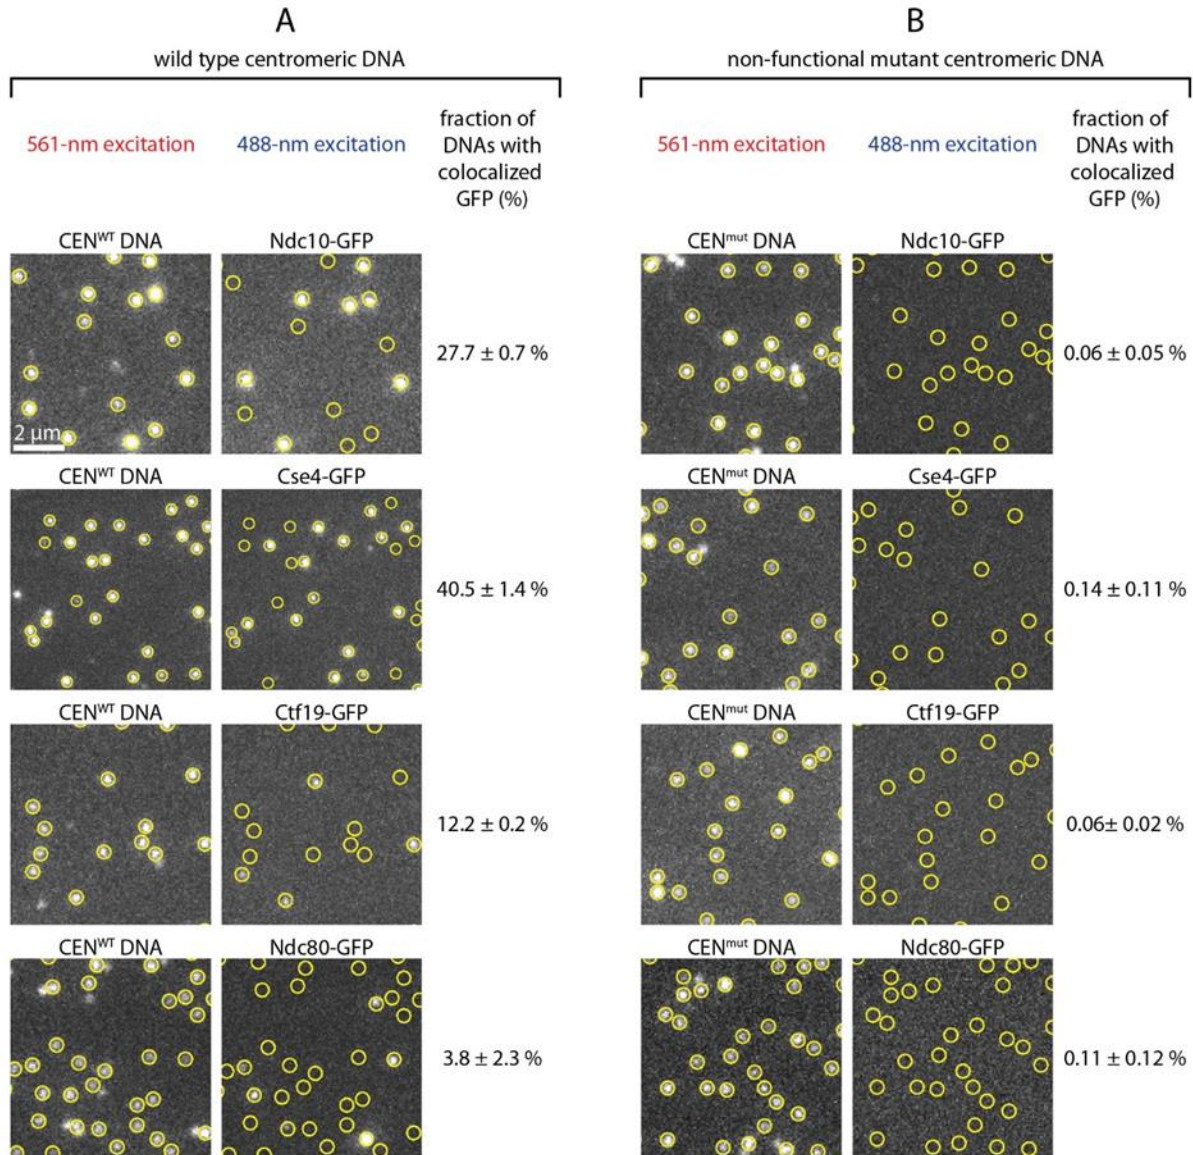 A
wild type centromeric DNA
561-nm excitation
488-nm excitation
fraction of
DNAs with
colocalized
GFP (%)
CENᵂᵀ DNA
Ndc10-GFP
2 μm
27.7 ± 0.7 %
CENᵂᵀ DNA
Cse4-GFP
40.5 ± 1.4 %
CENᵂᵀ DNA
Ctf19-GFP
12.2 ± 0.2 %
CENᵂᵀ DNA
Ndc80-GFP
3.8 ± 2.3 %
B
non-functional mutant centromeric DNA
561-nm excitation
488-nm excitation
fraction of
DNAs with
colocalized
GFP (%)
CENᵐᵘᵗ DNA
Ndc10-GFP
0.06 ± 0.05 %
CENᵐᵘᵗ DNA
Cse4-GFP
0.14 ± 0.11 %
CENᵐᵘᵗ DNA
Ctf19-GFP
0.06± 0.02 %
CENᵐᵘᵗ DNA
Ndc80-GFP
0.11 ± 0.12 %